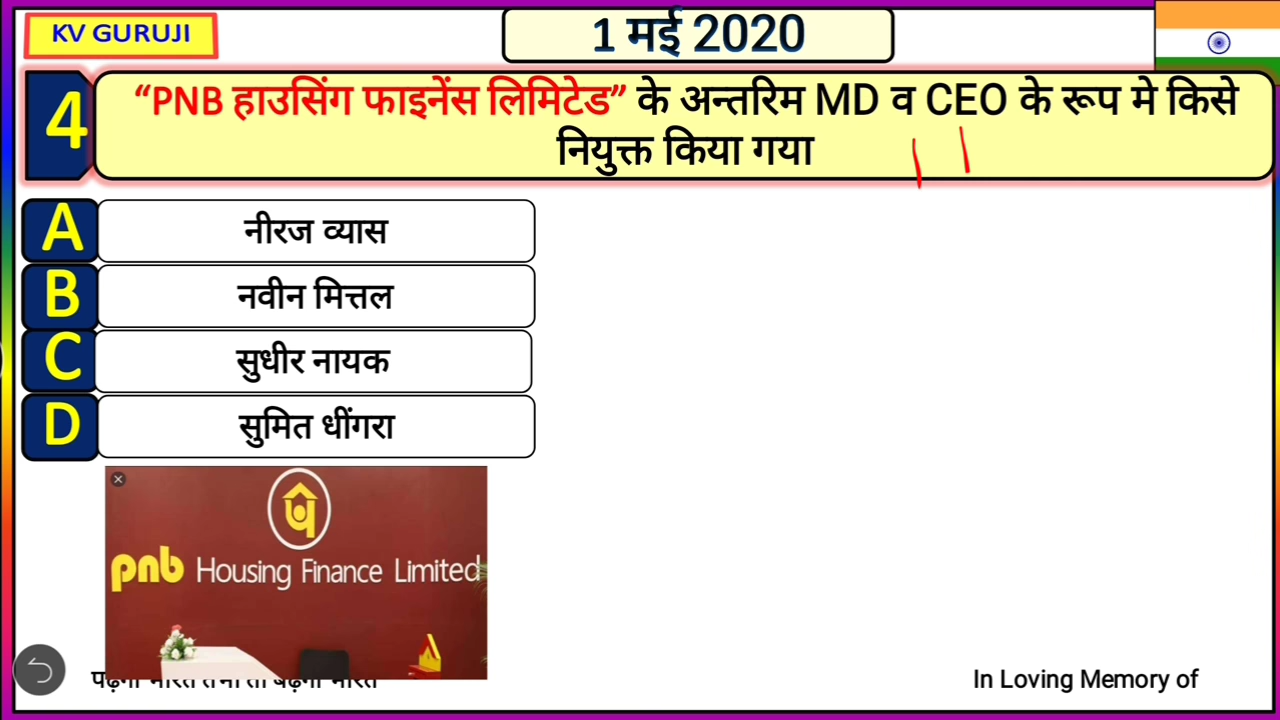 KV GURUJI
1 मई 2020
4
“PNB हाउसिंग फाइनेंस लिमिटेड” के अन्तरिम MD व CEO के रूप मे किसे
नियुक्त किया गया
A नीरज व्यास
B नवीन मित्तल
C सुधीर नायक
D सुमित धींगरा
pnb Housing Finance Limited
In Loving Memory of